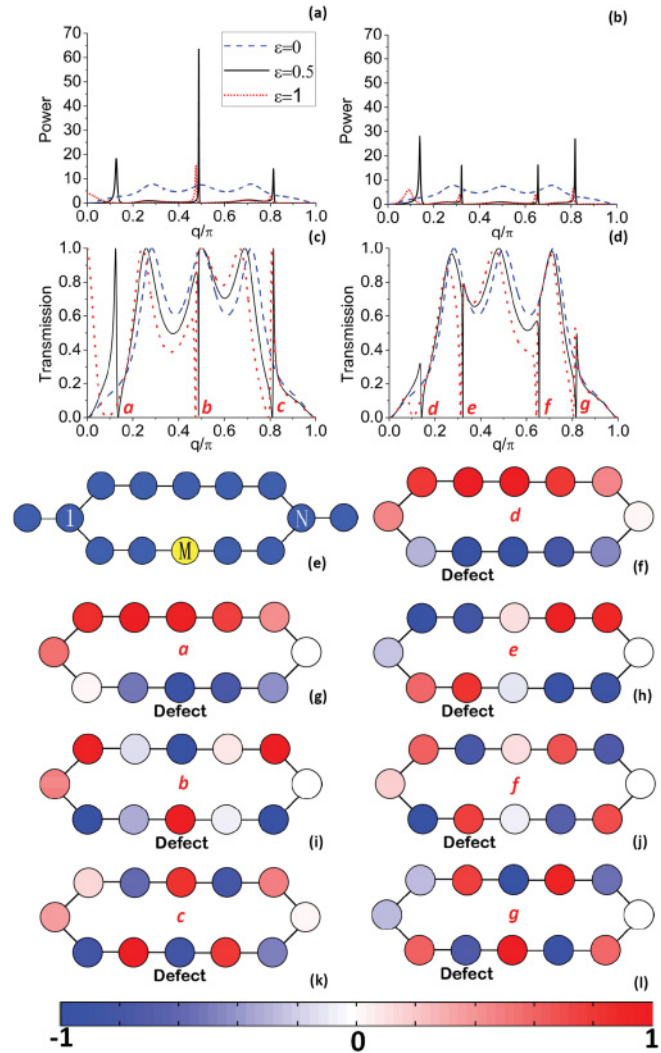 (a)
(b)
ε=0
ε=0.5
ε=1
Power
70
60
50
40
30
20
10
0
0.0 0.2 0.4 0.6 0.8 1.0
q/π
Power
70
60
50
40
30
20
10
0
0.0 0.2 0.4 0.6 0.8 1.0
q/π
(c)
(d)
Transmission
1.0
0.8
0.6
0.4
0.2
0.0
a b c
0.0 0.2 0.4 0.6 0.8 1.0
q/π
Transmission
1.0
0.8
0.6
0.4
0.2
0.0
d e f g
0.0 0.2 0.4 0.6 0.8 1.0
q/π
1 N
M
(e)
d
Defect
(f)
a
Defect
(g)
e
Defect
(h)
b
Defect
(i)
f
Defect
(j)
c
Defect
(k)
g
Defect
(l)
-1 0 1